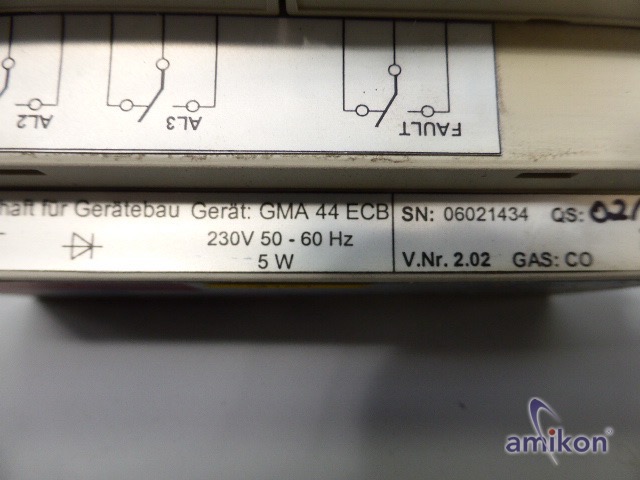 AL2 AL3 FAULT
haft für Gerätebau Gerät: GMA 44 ECB SN: 06021434 QS: 02/
230V 50 - 60 Hz
5 W V.Nr. 2.02 GAS: CO
amikon®